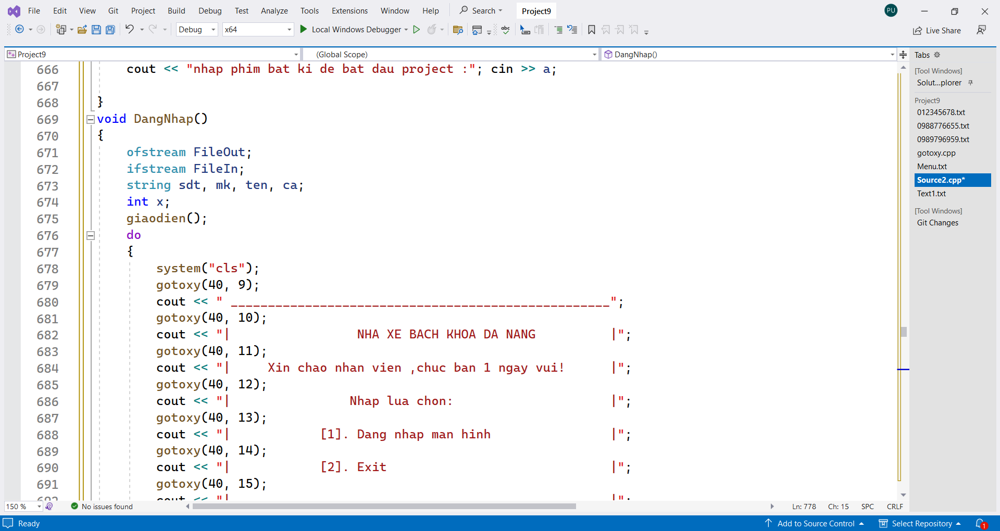 File Edit View Git Project Build Debug Test Analyze Tools Extensions Window Help Search Project9 PU
Debug x64 Local Windows Debugger abc Live Share
Project9 (Global Scope) DangNhap()
666 cout << "nhap phim bat ki de bat dau project :"; cin >> a;
667
668 }
669 void DangNhap()
670 {
671 ofstream FileOut;
672 ifstream FileIn;
673 string sdt, mk, ten, ca;
674 int x;
675 giaodien();
676 do
677 {
678 system("cls");
679 gotoxy(40, 9);
680 cout << " ___________________________________________________";
681 gotoxy(40, 10);
682 cout << "|                 NHA XE BACH KHOA DA NANG          |";
683 gotoxy(40, 11);
684 cout << "|     Xin chao nhan vien ,chuc ban 1 ngay vui!      |";
685 gotoxy(40, 12);
686 cout << "|                Nhap lua chon:                     |";
687 gotoxy(40, 13);
688 cout << "|            [1]. Dang nhap man hinh                |";
689 gotoxy(40, 14);
690 cout << "|            [2]. Exit                              |";
691 gotoxy(40, 15);
692 cout << "|                                                   |";
Tabs
[Tool Windows]
Solut...plorer
Project9
012345678.txt
0988776655.txt
0989796959.txt
gotoxy.cpp
Menu.txt
Source2.cpp*
Text1.txt
[Tool Windows]
Git Changes
150 % No issues found Ln: 778 Ch: 15 SPC CRLF
Ready Add to Source Control Select Repository 1